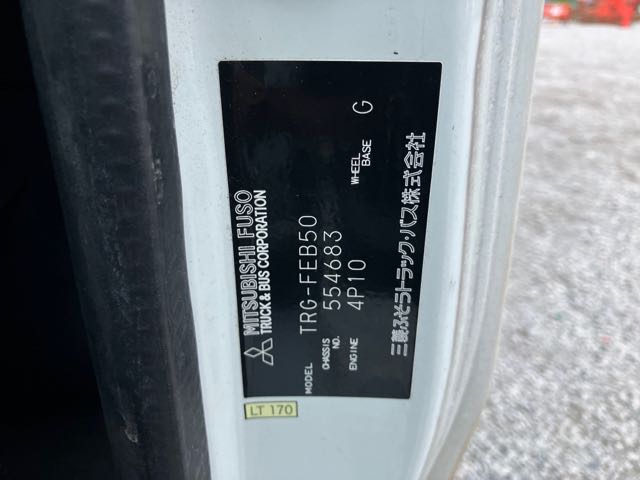 MITSUBISHI FUSO
TRUCK & BUS CORPORATION
MODEL TRG-FEB50
CHASSIS NO. 554683
ENGINE 4P10
WHEEL BASE G
三菱ふそうトラック・バス株式会社
LT 170